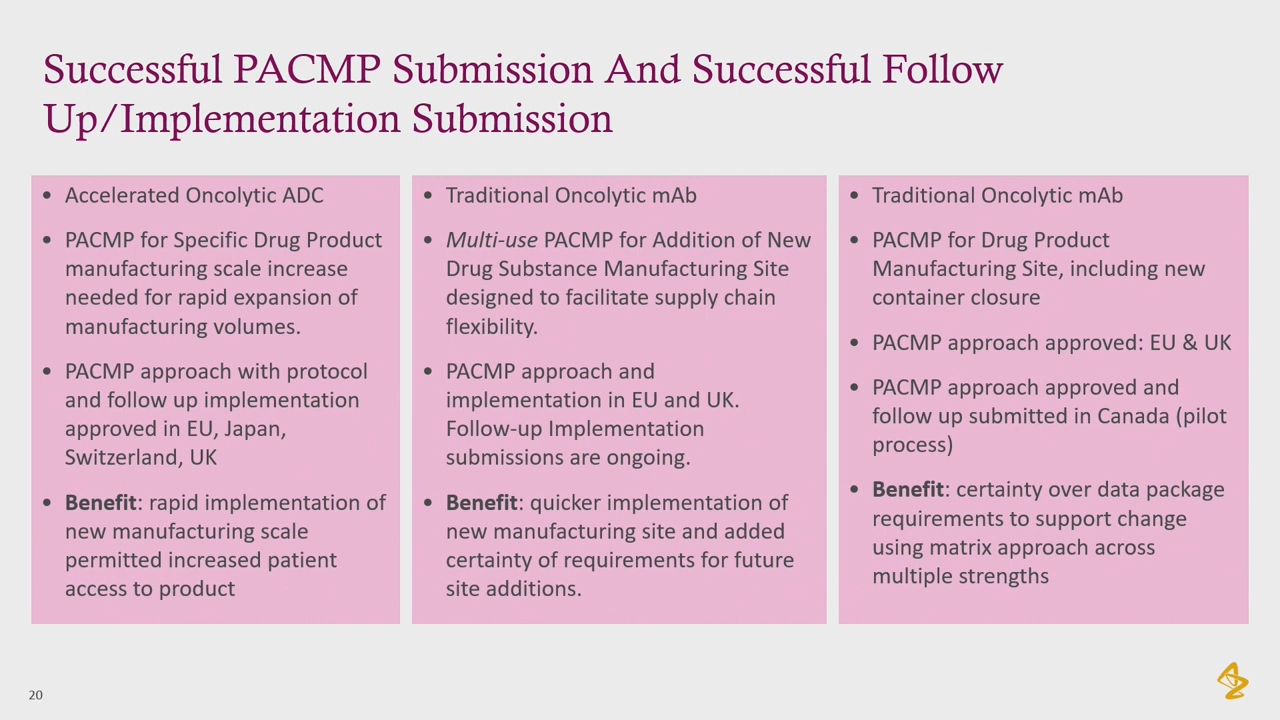 Successful PACMP Submission And Successful Follow
Up/Implementation Submission
• Accelerated Oncolytic ADC
• PACMP for Specific Drug Product
manufacturing scale increase
needed for rapid expansion of
manufacturing volumes.
• PACMP approach with protocol
and follow up implementation
approved in EU, Japan,
Switzerland, UK
• Benefit: rapid implementation of
new manufacturing scale
permitted increased patient
access to product
• Traditional Oncolytic mAb
• Multi-use PACMP for Addition of New
Drug Substance Manufacturing Site
designed to facilitate supply chain
flexibility.
• PACMP approach and
implementation in EU and UK.
Follow-up Implementation
submissions are ongoing.
• Benefit: quicker implementation of
new manufacturing site and added
certainty of requirements for future
site additions.
• Traditional Oncolytic mAb
• PACMP for Drug Product
Manufacturing Site, including new
container closure
• PACMP approach approved: EU & UK
• PACMP approach approved and
follow up submitted in Canada (pilot
process)
• Benefit: certainty over data package
requirements to support change
using matrix approach across
multiple strengths
20